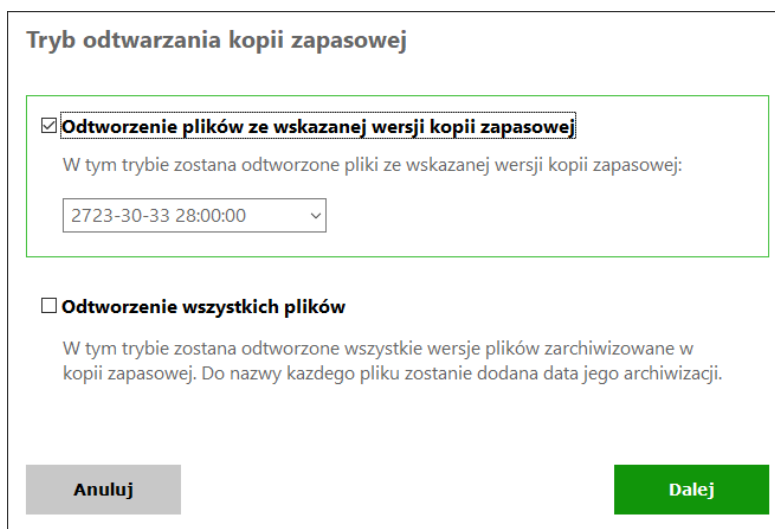 Tryb odtwarzania kopii zapasowej
Odtworzenie plików ze wskazanej wersji kopii zapasowej
W tym trybie zostana odtworzone pliki ze wskazanej wersji kopii zapasowej:
2723-30-33 28:00:00
Odtworzenie wszystkich plików
W tym trybie zostana odtworzone wszystkie wersje plików zarchiwizowane w
kopii zapasowej. Do nazwy kazdego pliku zostanie dodana data jego archiwizacji.
Anuluj
Dalej